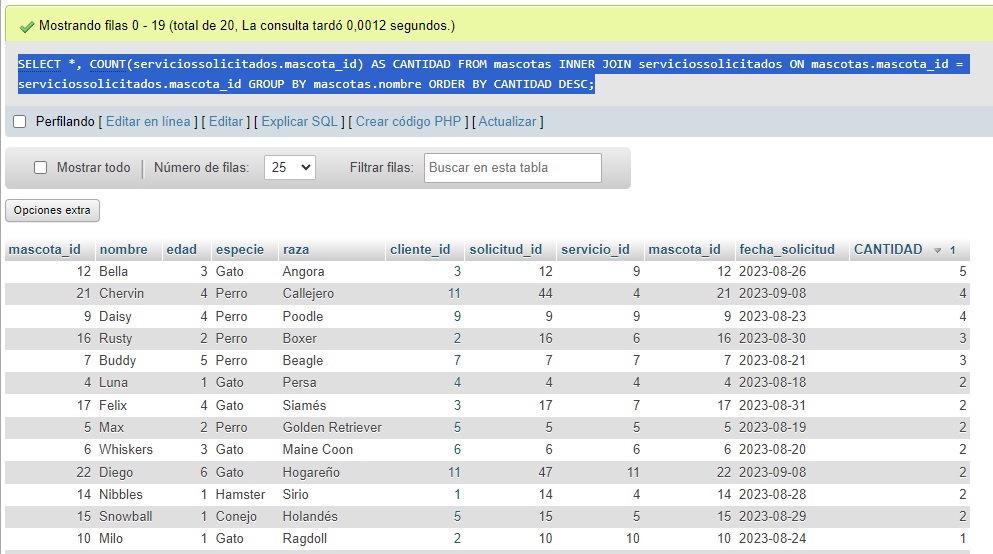 Mostrando filas 0 - 19 (total de 20, La consulta tardó 0,0012 segundos.)
SELECT *, COUNT(serviciossolicitados.mascota_id) AS CANTIDAD FROM mascotas INNER JOIN serviciossolicitados ON mascotas.mascota_id =
serviciossolicitados.mascota_id GROUP BY mascotas.nombre ORDER BY CANTIDAD DESC;
Perfilando [ Editar en línea ] [ Editar ] [ Explicar SQL ] [ Crear código PHP ] [ Actualizar ]
Mostrar todo | Número de filas: 25 Filtrar filas: Buscar en esta tabla
Opciones extra
mascota_id nombre edad especie raza cliente_id solicitud_id servicio_id mascota_id fecha_solicitud CANTIDAD 1
12 Bella 3 Gato Angora 3 12 9 12 2023-08-26 5
21 Chervin 4 Perro Callejero 11 44 4 21 2023-09-08 4
9 Daisy 4 Perro Poodle 9 9 9 9 2023-08-23 4
16 Rusty 2 Perro Boxer 2 16 6 16 2023-08-30 3
7 Buddy 5 Perro Beagle 7 7 7 7 2023-08-21 3
4 Luna 1 Gato Persa 4 4 4 4 2023-08-18 2
17 Felix 4 Gato Siamés 3 17 7 17 2023-08-31 2
5 Max 2 Perro Golden Retriever 5 5 5 5 2023-08-19 2
6 Whiskers 3 Gato Maine Coon 6 6 6 6 2023-08-20 2
22 Diego 6 Gato Hogareño 11 47 11 22 2023-09-08 2
14 Nibbles 1 Hamster Sirio 1 14 4 14 2023-08-28 2
15 Snowball 1 Conejo Holandés 5 15 5 15 2023-08-29 2
10 Milo 1 Gato Ragdoll 2 10 10 10 2023-08-24 1